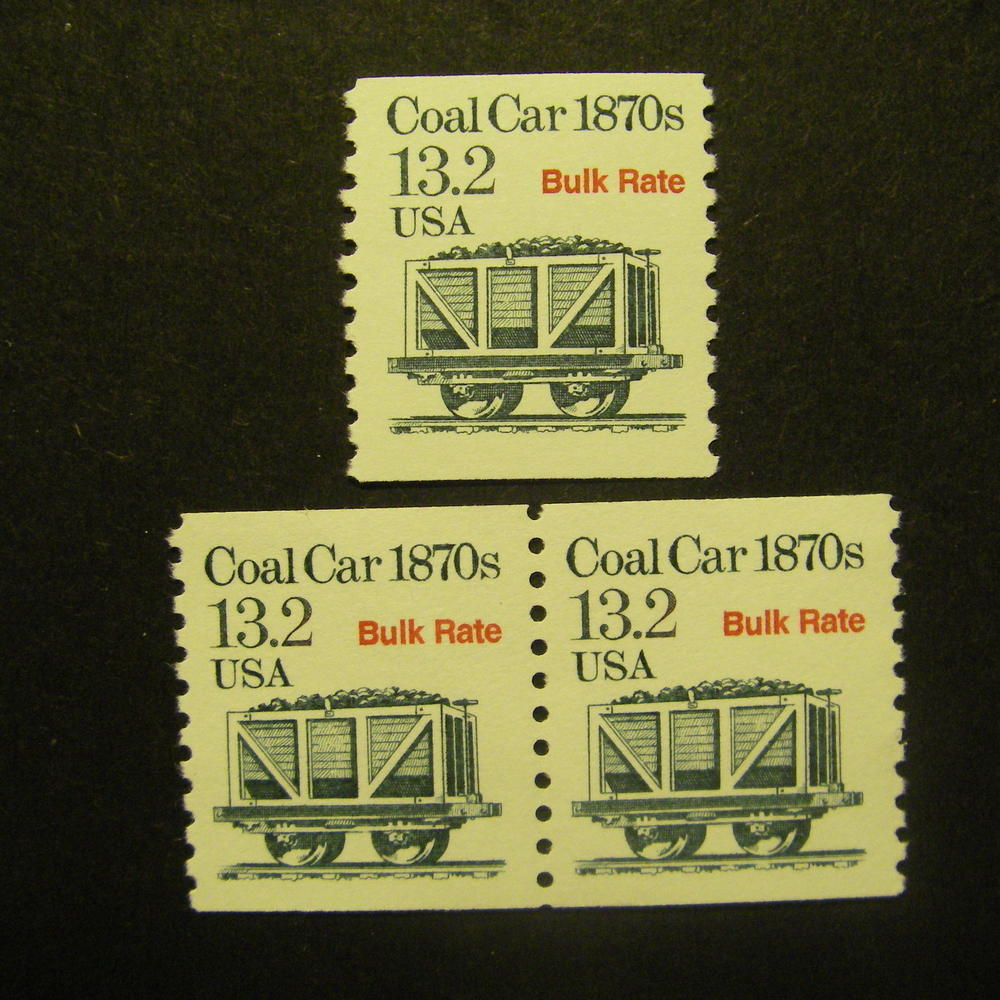 Coal Car 1870s
13.2 Bulk Rate
USA
Coal Car 1870s
13.2 Bulk Rate
USA
Coal Car 1870s
13.2 Bulk Rate
USA